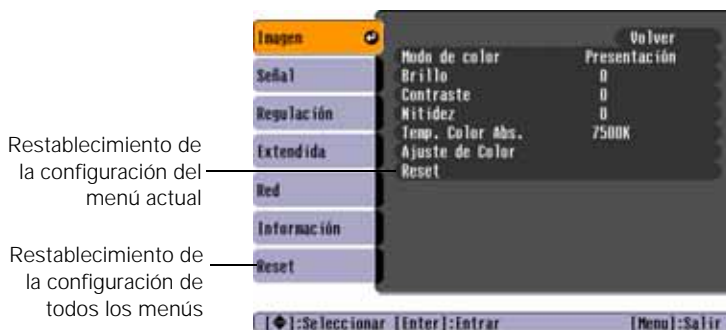 Imagen
Señal
Regulación
Extendida
Red
Información
Reset
Volver
Modo de color Presentación
Brillo 0
Contraste 0
Nitidez 0
Temp. Color Abs. 7500K
Ajuste de Color
Reset
Restablecimiento de
la configuración del
menú actual
Restablecimiento de
la configuración de
todos los menús
[ ]:Seleccionar [Enter]:Entrar [Menu]:Salir